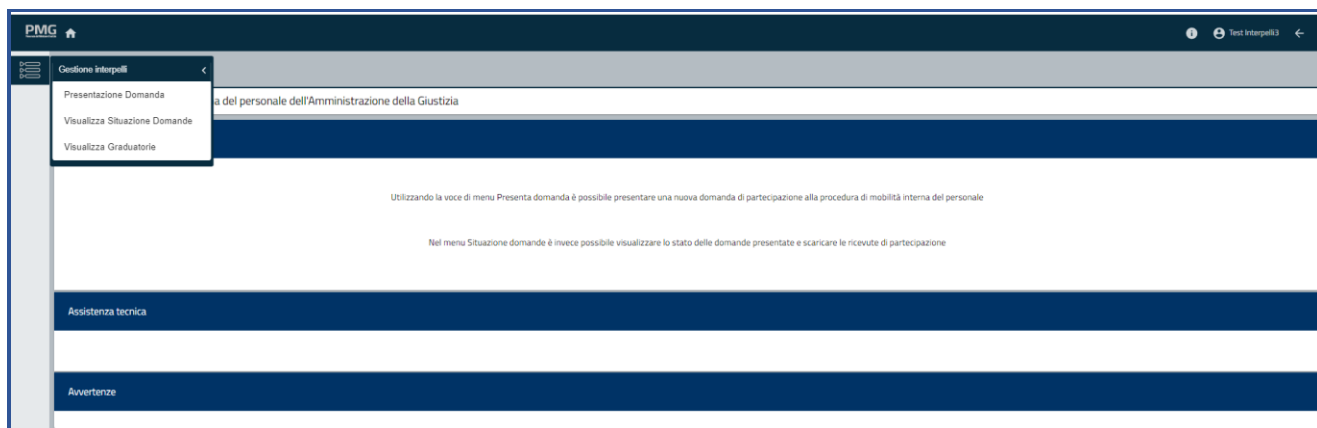 PMG
Test Interpelli3
Gestione interpelli
Presentazione Domanda
Visualizza Situazione Domande
Visualizza Graduatorie
a del personale dell'Amministrazione della Giustizia
Utilizzando la voce di menu Presenta domanda è possibile presentare una nuova domanda di partecipazione alla procedura di mobilità interna del personale
Nel menu Situazione domande è invece possibile visualizzare lo stato delle domande presentate e scaricare le ricevute di partecipazione
Assistenza tecnica
Avvertenze